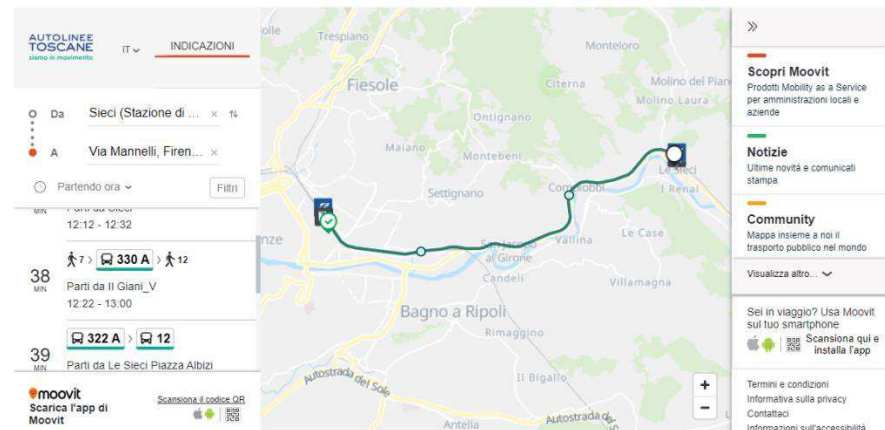 AUTOLINEE
TOSCANE
siamo in movimento
IT
INDICAZIONI
Da
Sieci (Stazione di ...
×
A
Via Mannelli, Firen...
×
Partendo ora
Filtri
MIN
Parti da Sieci
12:12 - 12:32
7 > 330 A > 12
38
MIN
Parti da Il Giani_V
12:22 - 13:00
322 A > 12
39
MIN
Parti da Le Sieci Piazza Albizi
moovit
Scarica l'app di
Moovit
Scansiona il codice QR
Trespiano
Monteloro
Fiesole
Citerna
Molino del Pian
Molino Laura
Ontignano
Maiano
Montebeni
Le Sieci
I Renai
Settignano
Compiobbi
nze
San Jacopo
al Girone
Vallina
Le Case
Candeli
Villamagna
Bagno a Ripoli
Rimaggino
Autostrada del Sole
Il Bigallo
Antella
Autostrada
+
−
»
Scopri Moovit
Prodotti Mobility as a Service
per amministrazioni locali e
aziende
Notizie
Ultime novità e comunicati
stampa
Community
Mappa insieme a noi il
trasporto pubblico nel mondo
Visualizza altro...
Sei in viaggio? Usa Moovit
sul tuo smartphone
Scansiona qui e
installa l'app
Termini e condizioni
Informativa sulla privacy
Contattaci
Informazioni sull'accessibilità